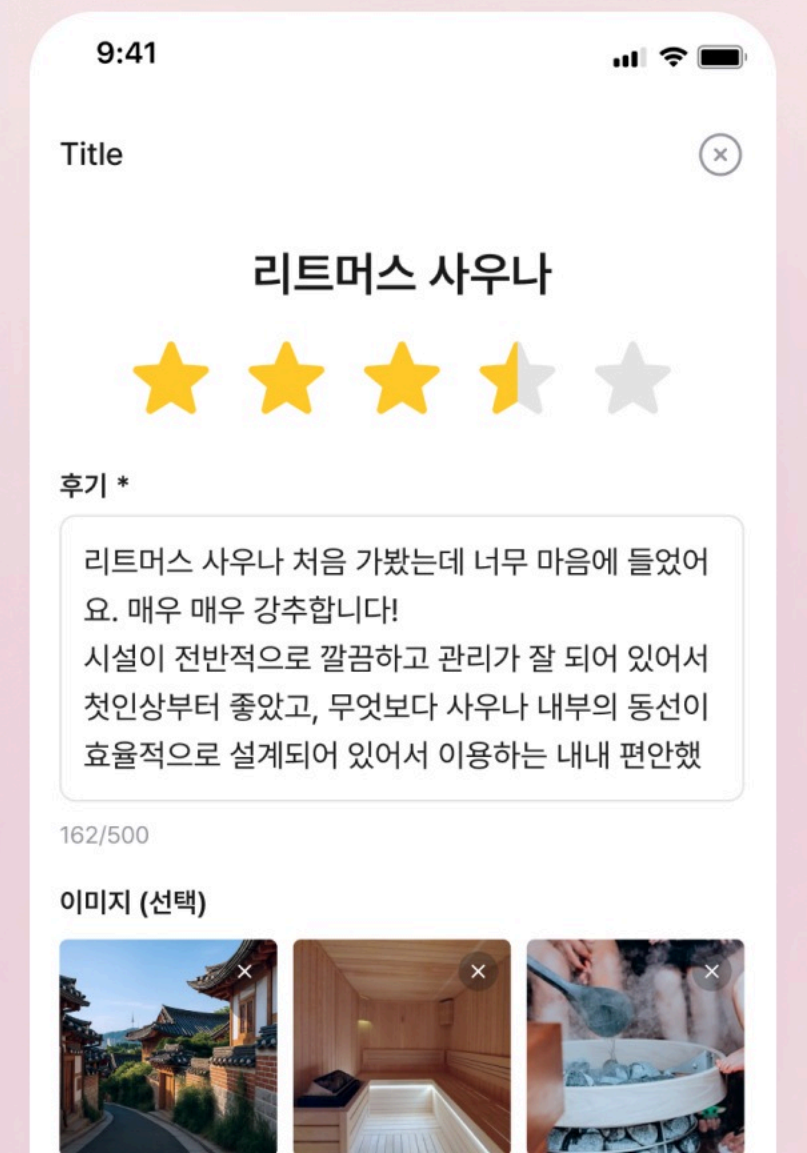 9:41
Title
리트머스 사우나
후기 *
리트머스 사우나 처음 가봤는데 너무 마음에 들었어
요. 매우 매우 강추합니다!
시설이 전반적으로 깔끔하고 관리가 잘 되어 있어서
첫인상부터 좋았고, 무엇보다 사우나 내부의 동선이
효율적으로 설계되어 있어서 이용하는 내내 편안했
162/500
이미지 (선택)